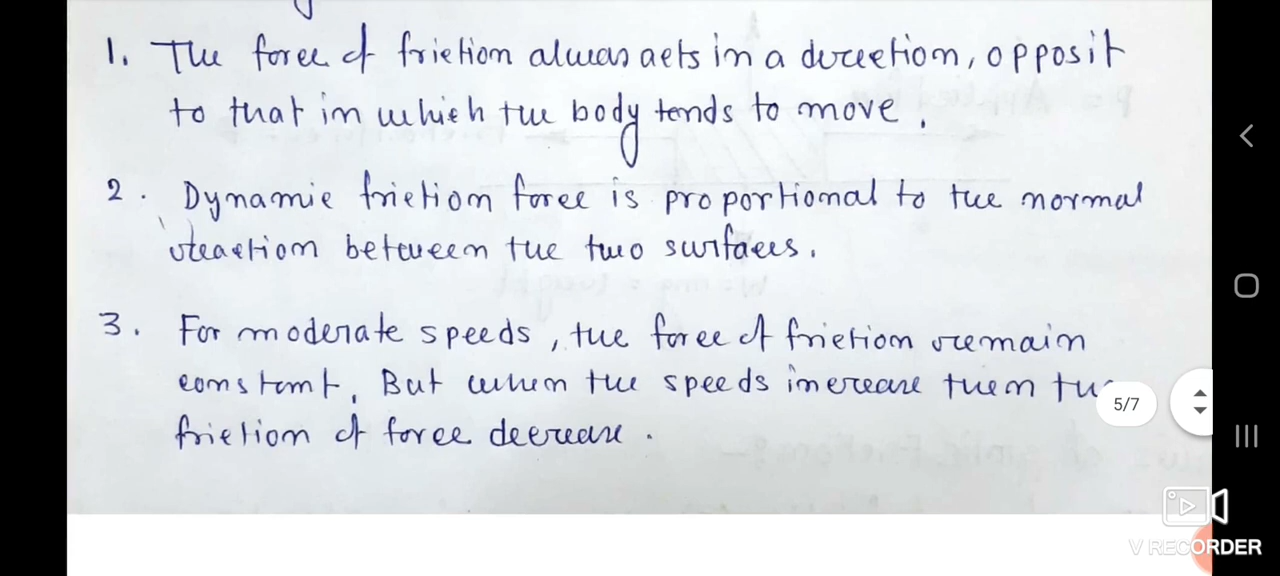 1. The force of friction alwas acts in a direction, opposit
to that in which the body tends to move.
2. Dynamic friction force is proportional to the normal
reaction between the two surfaces.
3. For moderate speeds, the force of friction remain
constant. But when the speeds increase then the
friction of force decrease.
5/7
V RECORDER